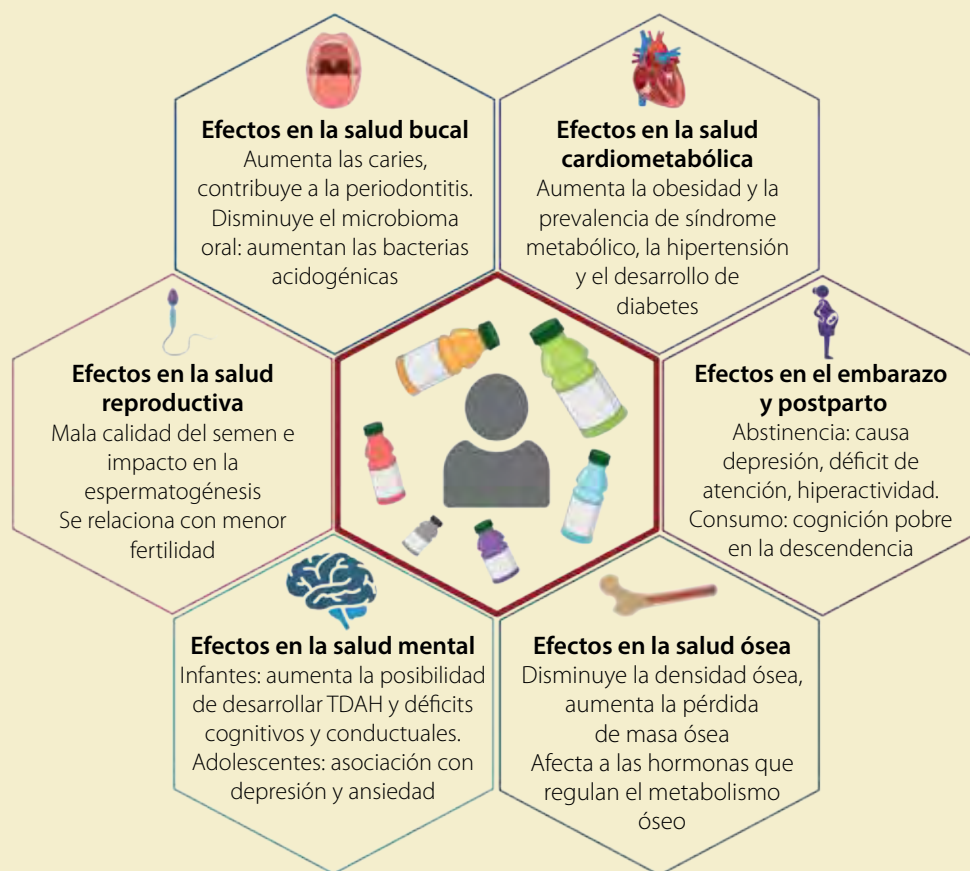 Efectos en la salud bucal
Aumenta las caries,
contribuye a la periodontitis.
Disminuye el microbioma
oral: aumentan las bacterias
acidogénicas
Efectos en la salud
cardiometabólica
Aumenta la obesidad y la
prevalencia de síndrome
metabólico, la hipertensión
y el desarrollo de
diabetes
Efectos en la salud
reproductiva
Mala calidad del semen e
impacto en la
espermatogénesis
Se relaciona con menor
fertilidad
Efectos en el embarazo
y postparto
Abstinencia: causa
depresión, déficit de
atención, hiperactividad.
Consumo: cognición pobre
en la descendencia
Efectos en la salud mental
Infantes: aumenta la posibilidad
de desarrollar TDAH y déficits
cognitivos y conductuales.
Adolescentes: asociación con
depresión y ansiedad
Efectos en la salud ósea
Disminuye la densidad ósea,
aumenta la pérdida
de masa ósea
Afecta a las hormonas que
regulan el metabolismo
óseo